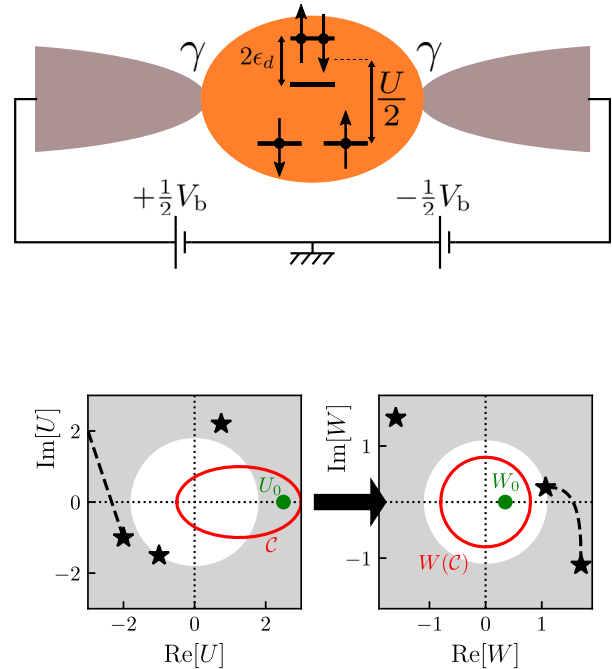 γ γ
2ϵ_d U/2
+½V_b −½V_b
Im[U] Im[W]
2 1
0 0
−2 −1
U_0 W_0
C W(C)
−2 0 2 −1 0 1
Re[U] Re[W]